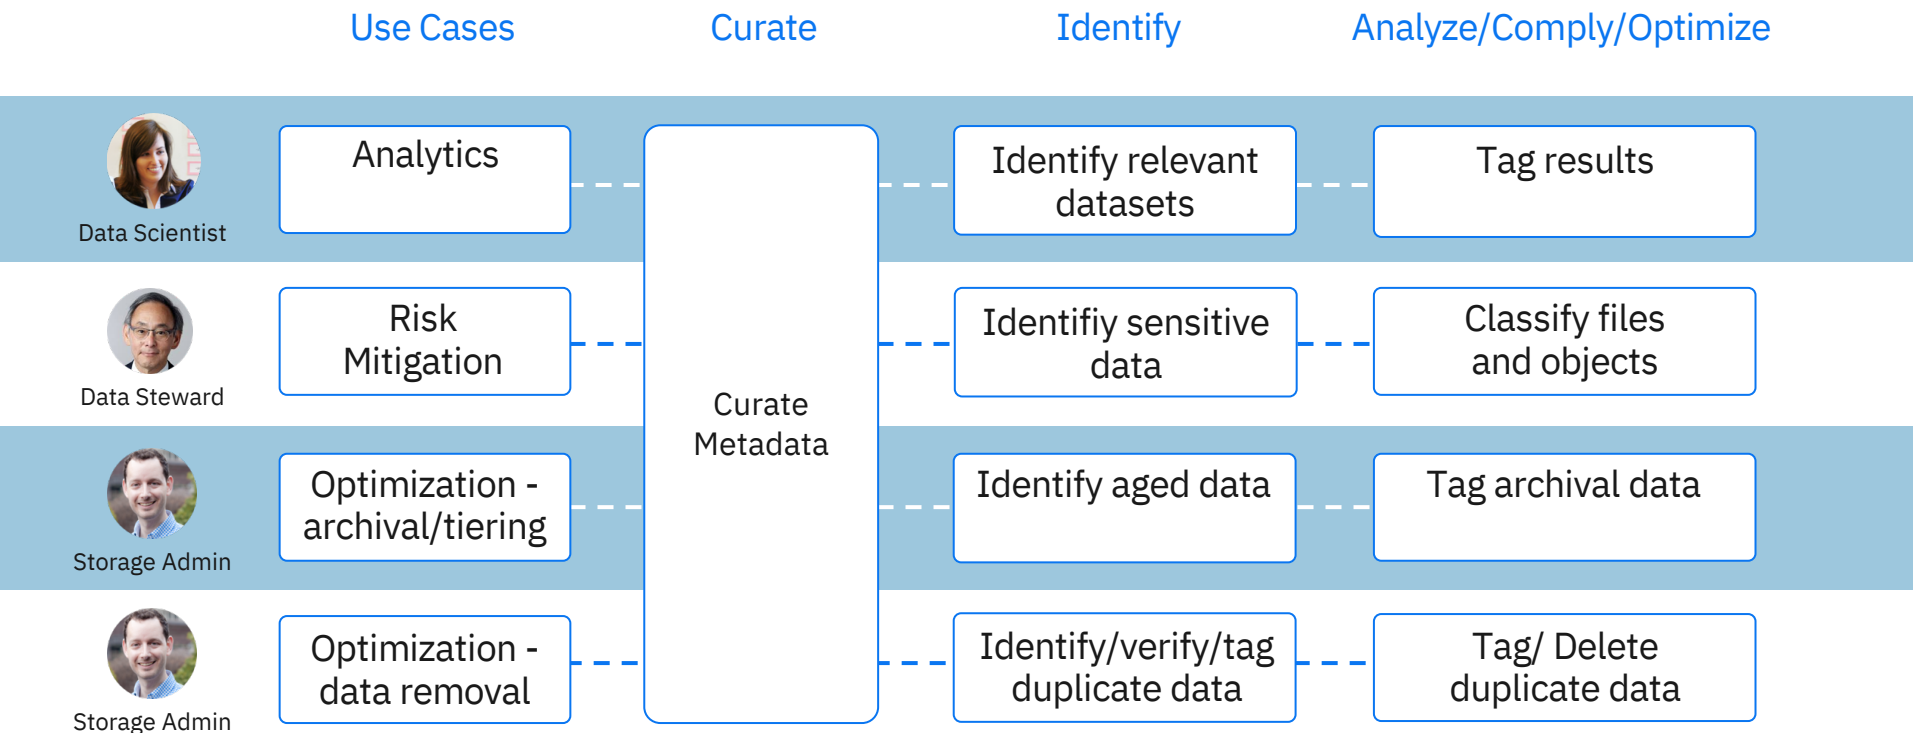 Use Cases
Curate
Identify
Analyze/Comply/Optimize
Data Scientist
Analytics
Identify relevant
datasets
Tag results
Data Steward
Risk
Mitigation
Curate
Metadata
Identifiy sensitive
data
Classify files
and objects
Storage Admin
Optimization -
archival/tiering
Identify aged data
Tag archival data
Storage Admin
Optimization -
data removal
Identify/verify/tag
duplicate data
Tag/ Delete
duplicate data